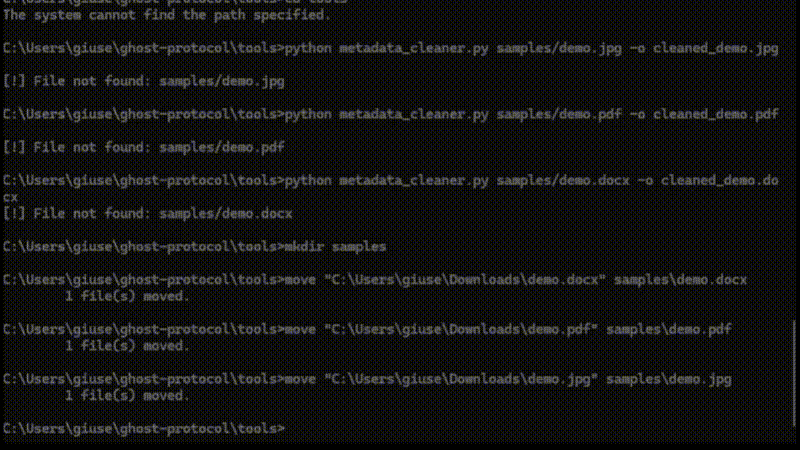 The system cannot find the path specified.
C:\Users\giuse\ghost-protocol\tools>python metadata_cleaner.py samples/demo.jpg -o cleaned_demo.jpg
[!] File not found: samples/demo.jpg
C:\Users\giuse\ghost-protocol\tools>python metadata_cleaner.py samples/demo.pdf -o cleaned_demo.pdf
[!] File not found: samples/demo.pdf
C:\Users\giuse\ghost-protocol\tools>python metadata_cleaner.py samples/demo.docx -o cleaned_demo.do
cx
[!] File not found: samples/demo.docx
C:\Users\giuse\ghost-protocol\tools>mkdir samples
C:\Users\giuse\ghost-protocol\tools>move "C:\Users\giuse\Downloads\demo.docx" samples\demo.docx
1 file(s) moved.
C:\Users\giuse\ghost-protocol\tools>move "C:\Users\giuse\Downloads\demo.pdf" samples\demo.pdf
1 file(s) moved.
C:\Users\giuse\ghost-protocol\tools>move "C:\Users\giuse\Downloads\demo.jpg" samples\demo.jpg
1 file(s) moved.
C:\Users\giuse\ghost-protocol\tools>